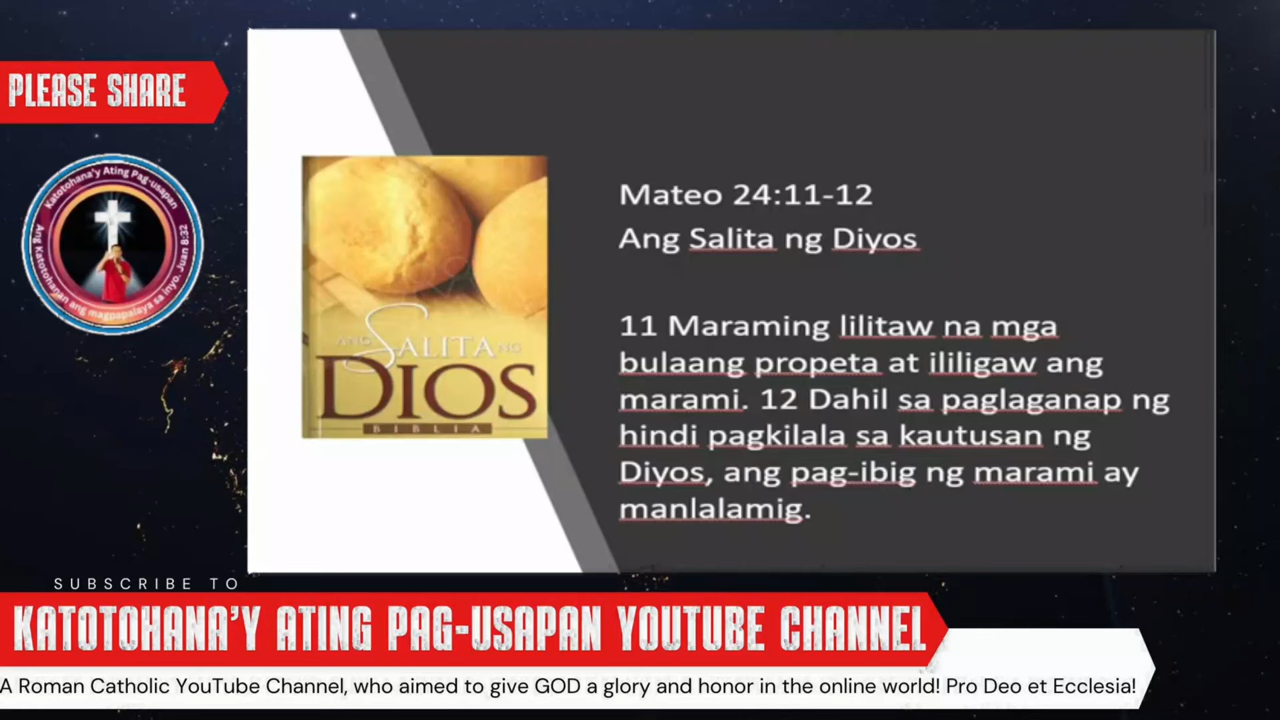 PLEASE SHARE
Katotohana'y Ating Pag-usapan
Ang Katotohanan ang magpapalaya sa inyo. Juan 8:32
ANG SALITA NG
DIOS
BIBLIA
Mateo 24:11-12
Ang Salita ng Diyos
11 Maraming lilitaw na mga
bulaang propeta at ililigaw ang
marami. 12 Dahil sa paglaganap ng
hindi pagkilala sa kautusan ng
Diyos, ang pag-ibig ng marami ay
manlalamig.
SUBSCRIBE TO
KATOTOHANA'Y ATING PAG-USAPAN YOUTUBE CHANNEL
A Roman Catholic YouTube Channel, who aimed to give GOD a glory and honor in the online world! Pro Deo et Ecclesia!